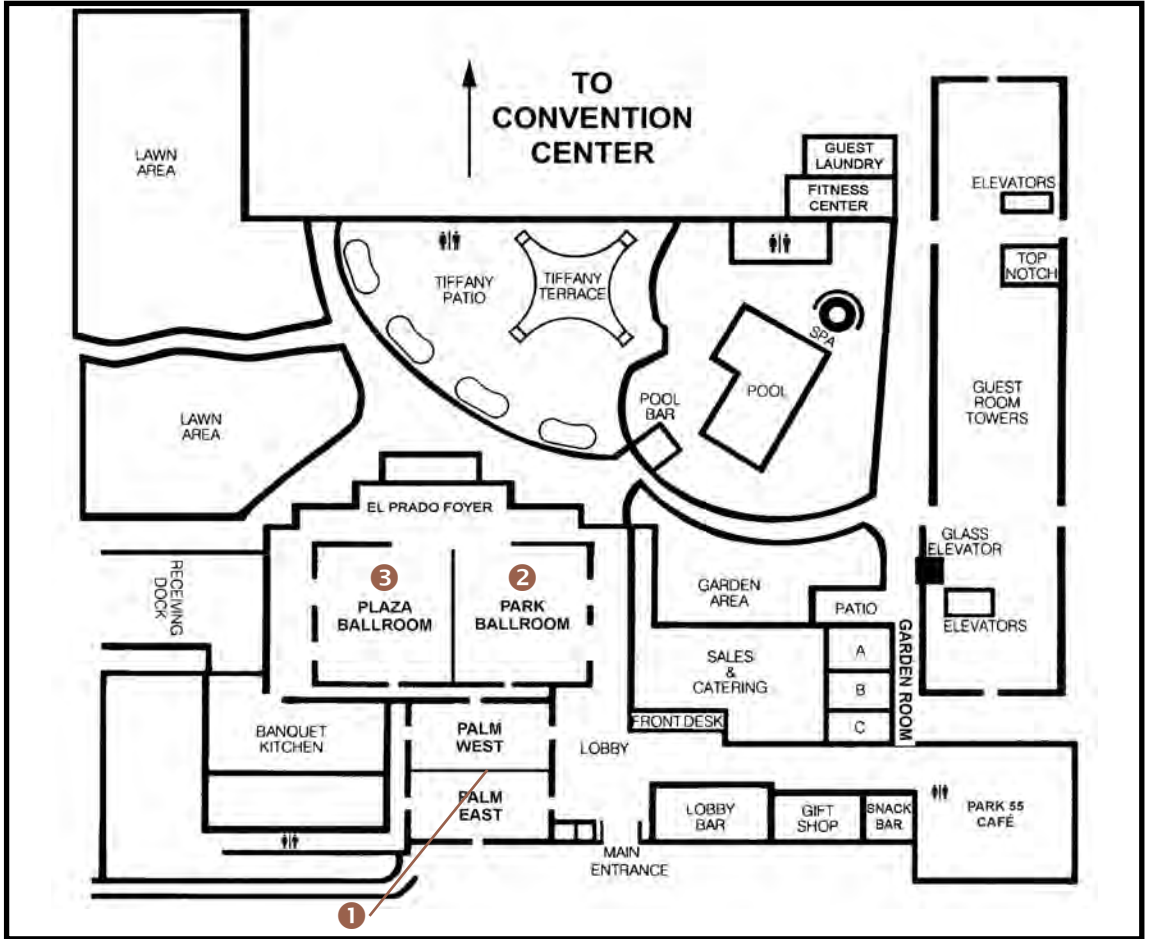 TO
CONVENTION
CENTER
LAWN
AREA
GUEST
LAUNDRY
FITNESS
CENTER
ELEVATORS
TOP
NOTCH
TIFFANY
PATIO
TIFFANY
TERRACE
SPA
POOL
POOL
BAR
GUEST
ROOM
TOWERS
LAWN
AREA
EL PRADO FOYER
GLASS
ELEVATOR
RECEIVING
DOCK
3
PLAZA
BALLROOM
2
PARK
BALLROOM
GARDEN
AREA
PATIO
ELEVATORS
GARDEN ROOM
A
B
C
SALES
&
CATERING
FRONT DESK
BANQUET
KITCHEN
PALM
WEST
LOBBY
PALM
EAST
LOBBY
BAR
GIFT
SHOP
SNACK
BAR
PARK 55
CAFÉ
MAIN
ENTRANCE
1